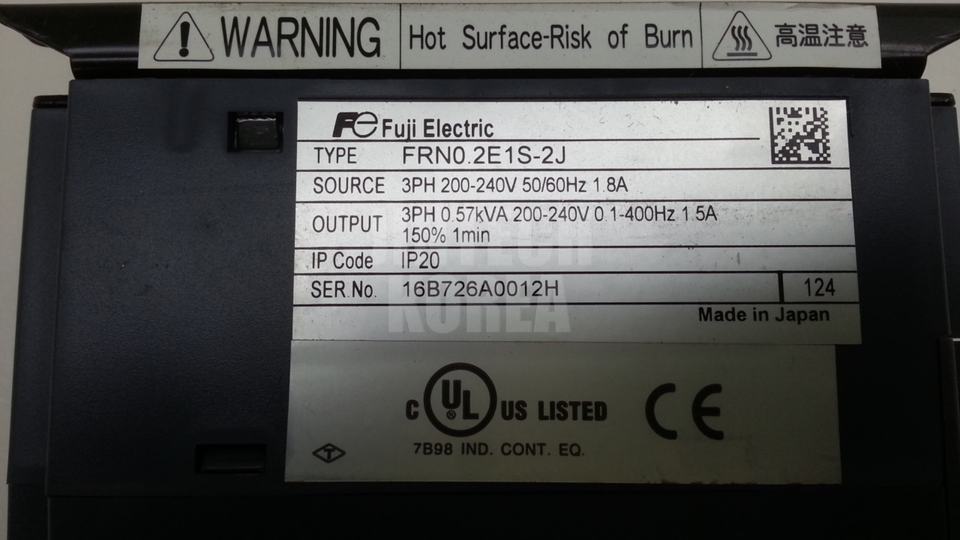 WARNING Hot Surface-Risk of Burn 高温注意
Fe Fuji Electric
TYPE FRN0.2E1S-2J
SOURCE 3PH 200-240V 50/60Hz 1.8A
OUTPUT 3PH 0.57kVA 200-240V 0.1-400Hz 1.5A
150% 1min
IP Code IP20
SER.No. 16B726A0012H 124
KOREA
Made in Japan
C UL US LISTED CE
7B98 IND. CONT. EQ.
T